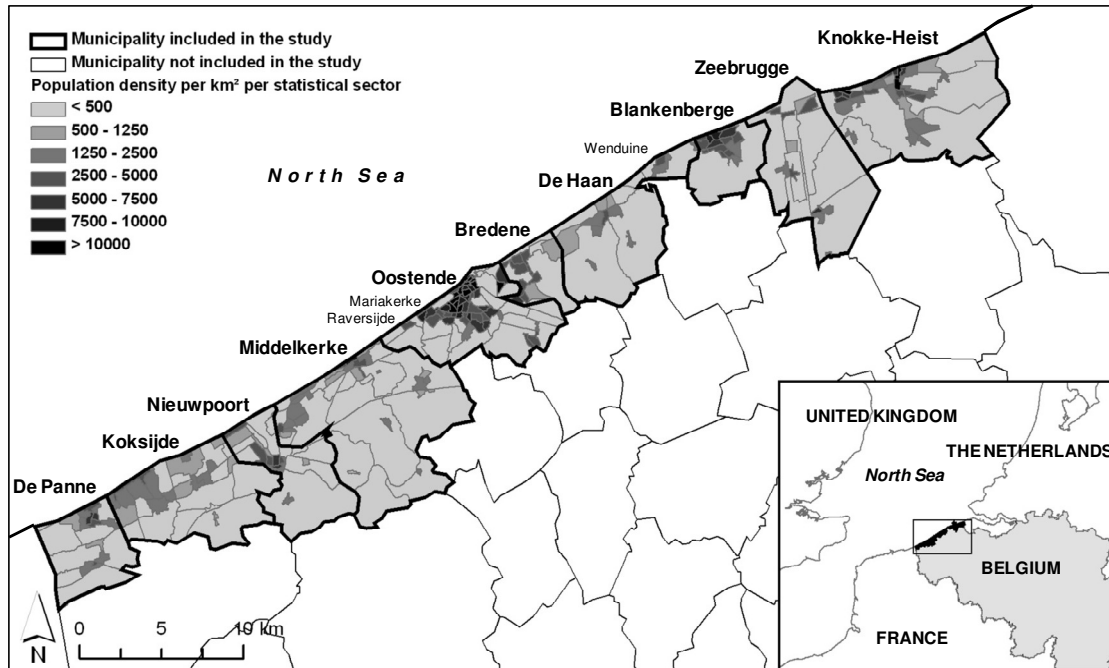 Municipality included in the study
Municipality not included in the study
Population density per km² per statistical sector
< 500
500 - 1250
1250 - 2500
2500 - 5000
5000 - 7500
7500 - 10000
> 10000
North Sea
Knokke-Heist
Zeebrugge
Blankenberge
Wenduine
De Haan
Bredene
Oostende
Mariakerke
Raversijde
Middelkerke
Nieuwpoort
Koksijde
De Panne
N
0 5 10 km
UNITED KINGDOM
THE NETHERLANDS
North Sea
BELGIUM
FRANCE